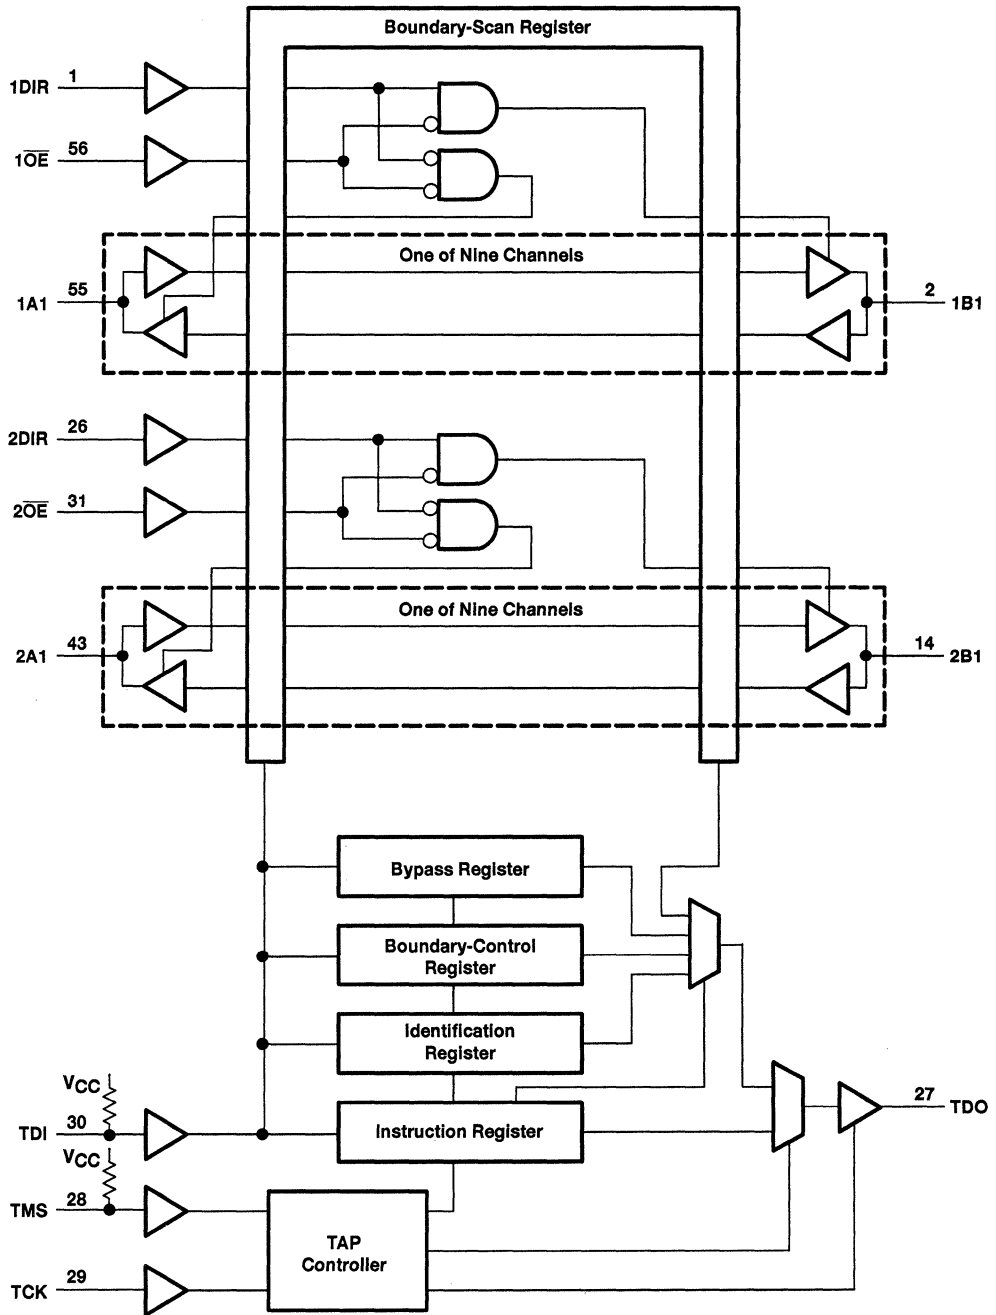 Boundary-Scan Register
1DIR 1
1O̅E̅ 56
One of Nine Channels
1A1 55
2 1B1
2DIR 26
2O̅E̅ 31
One of Nine Channels
2A1 43
14 2B1
Bypass Register
Boundary-Control
Register
Identification
Register
VCC
TDI 30
Instruction Register
27 TDO
VCC
TMS 28
TAP
Controller
TCK 29